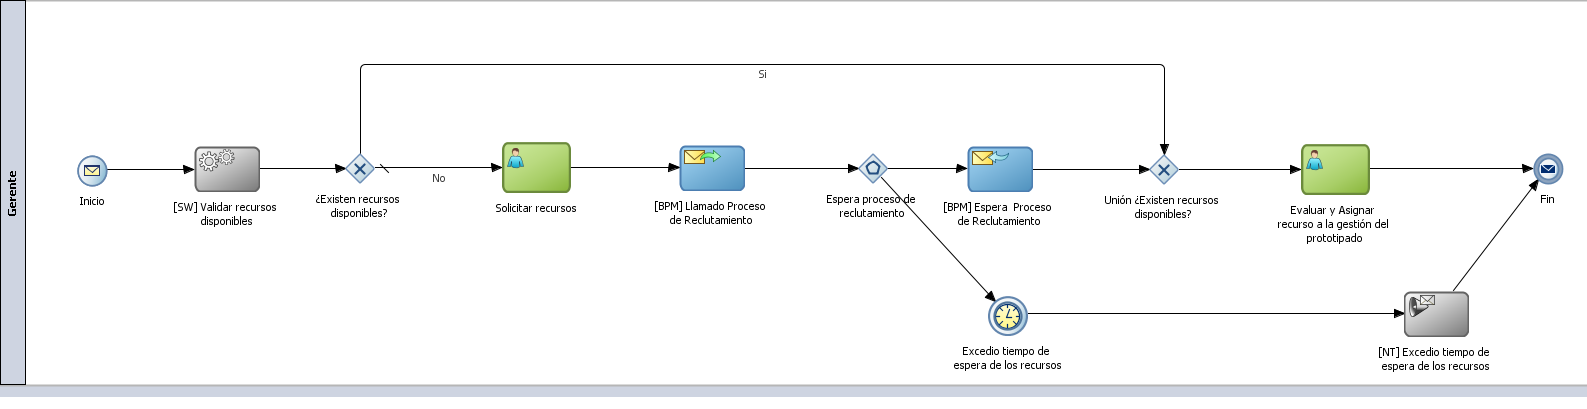 Gerente
Si
No
Inicio
[SW] Validar recursos
disponibles
¿Existen recursos
disponibles?
Solicitar recursos
[BPM] Llamado Proceso
de Reclutamiento
Espera proceso de
reclutamiento
[BPM] Espera  Proceso
de Reclutamiento
Unión ¿Existen recursos
disponibles?
Evaluar y Asignar
recurso a la gestión del
prototipado
Fin
Excedio tiempo de
espera de los recursos
[NT] Excedio tiempo de
espera de los recursos